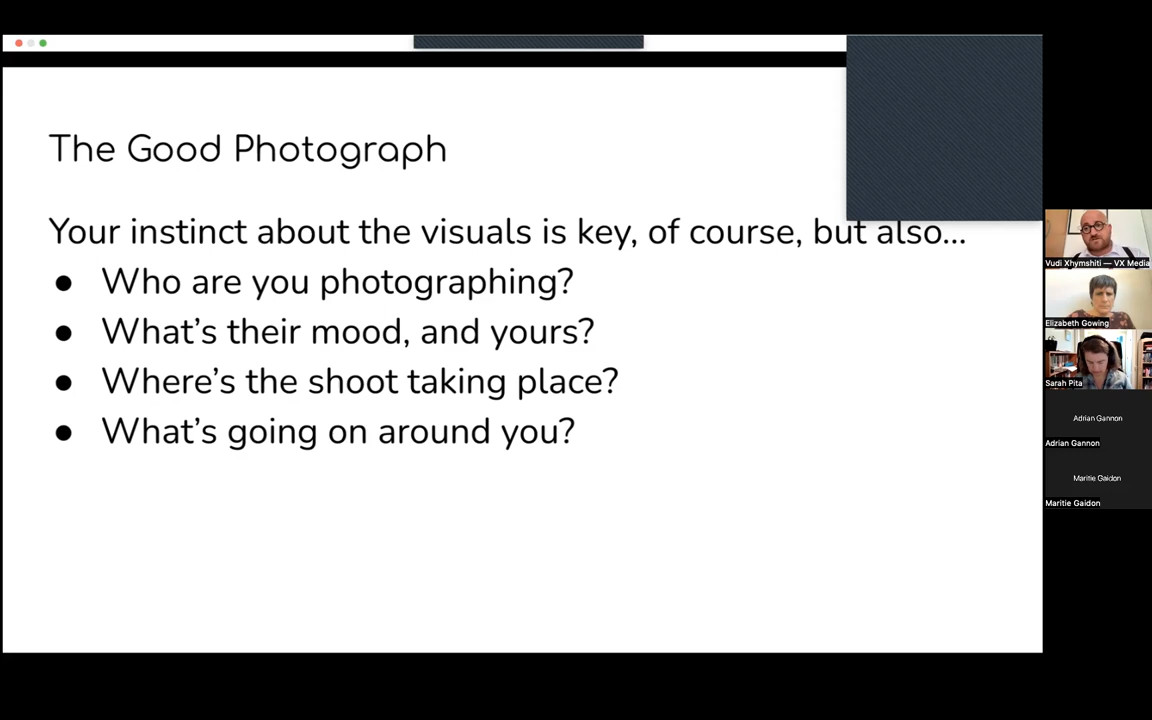 The Good Photograph
Your instinct about the visuals is key, of course, but also...
● Who are you photographing?
● What's their mood, and yours?
● Where's the shoot taking place?
● What's going on around you?
Vudi Xhymshiti — VX Media
Elizabeth Gowing
Sarah Pita
Adrian Gannon
Adrian Gannon
Maritie Gaidon
Maritie Gaidon